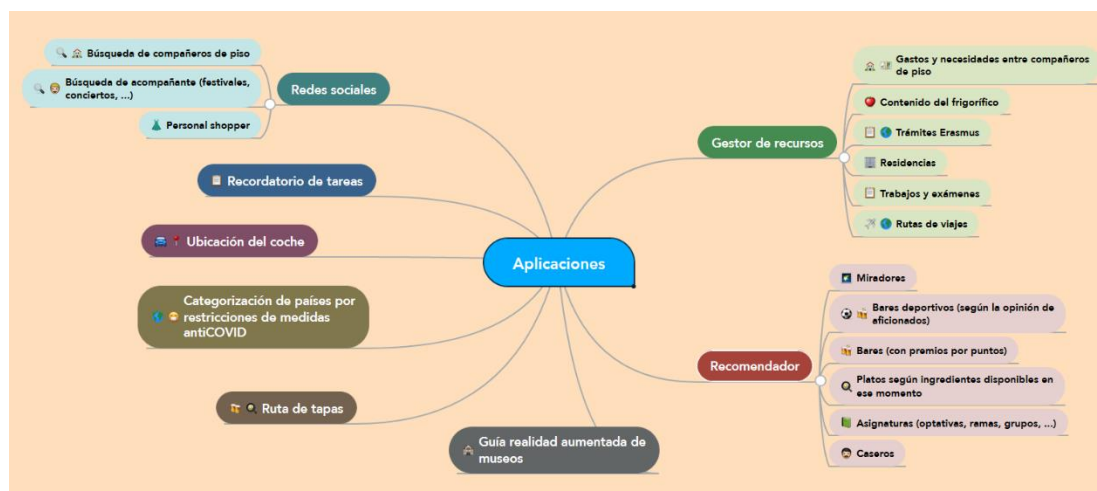 Búsqueda de compañeros de piso
Búsqueda de acompañante (festivales,
conciertos, ...)
Personal shopper
Redes sociales
Recordatorio de tareas
Ubicación del coche
Categorización de países por
restricciones de medidas
antiCOVID
Ruta de tapas
Guía realidad aumentada de
museos
Aplicaciones
Gestor de recursos
Gastos y necesidades entre compañeros
de piso
Contenido del frigorífico
Trámites Erasmus
Residencias
Trabajos y exámenes
Rutas de viajes
Recomendador
Miradores
Bares deportivos (según la opinión de
aficionados)
Bares (con premios por puntos)
Platos según ingredientes disponibles en
ese momento
Asignaturas (optativas, ramas, grupos, ...)
Caseros